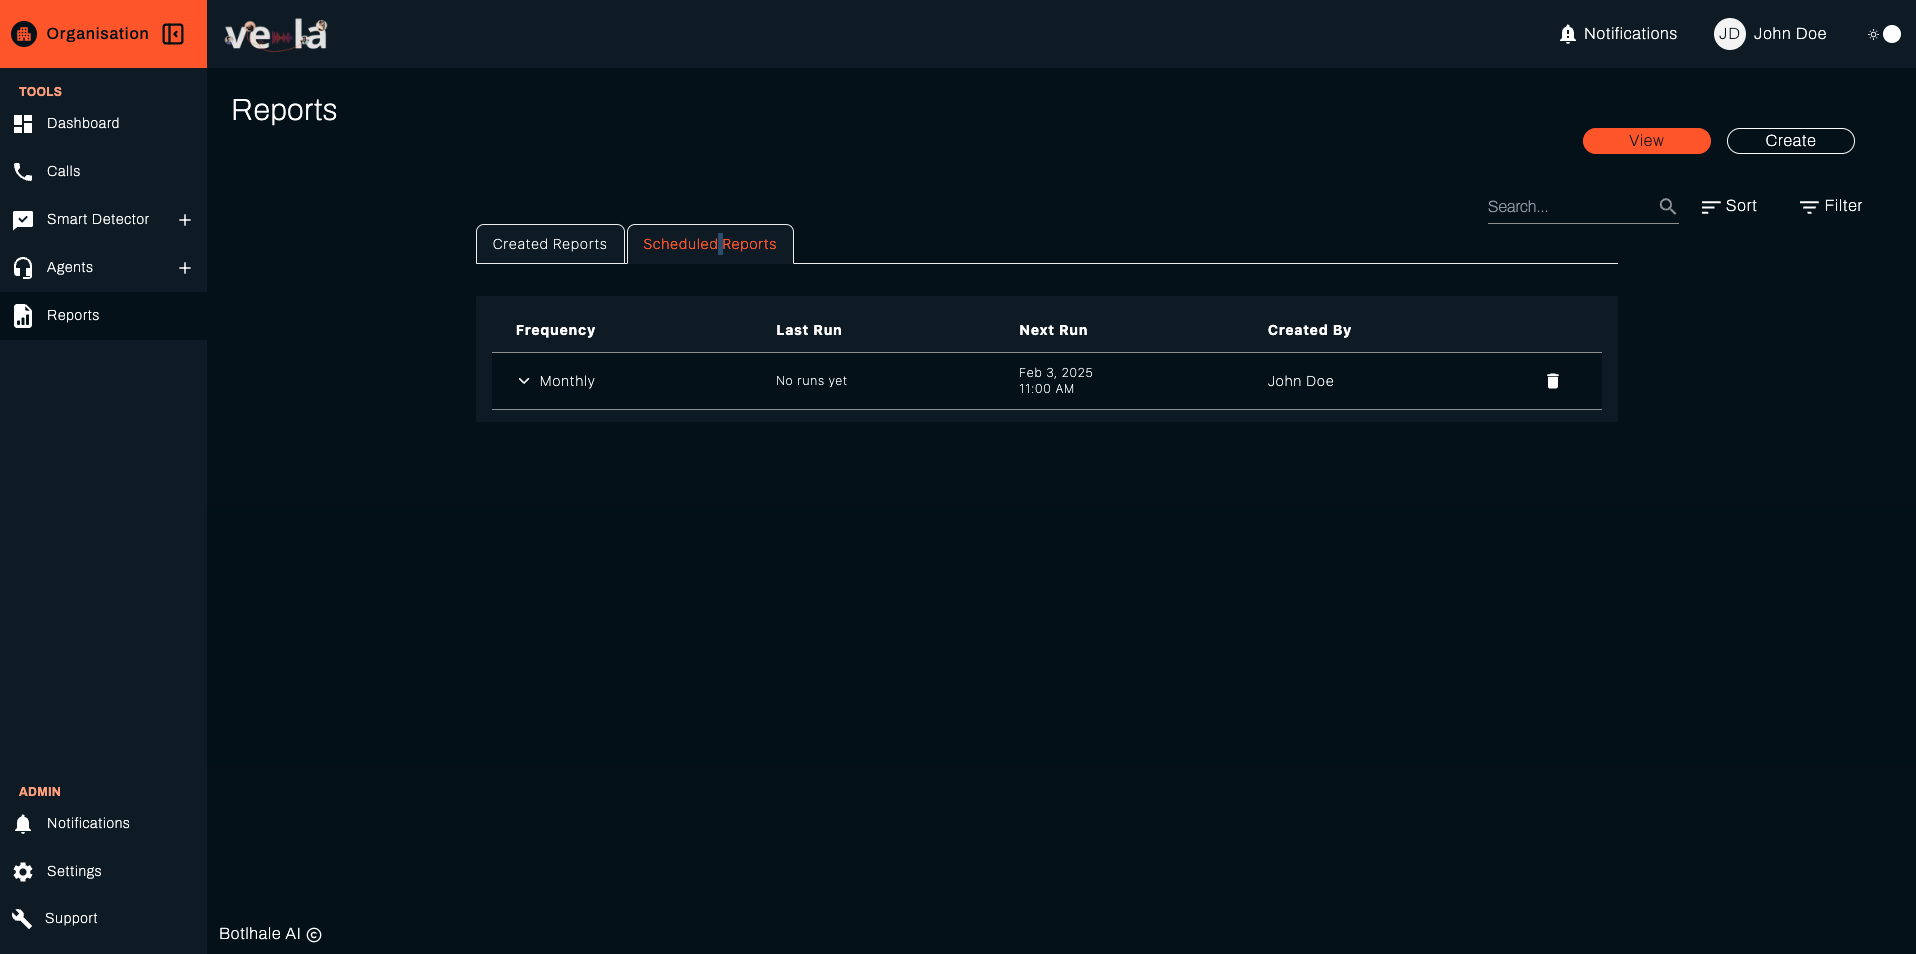 Organisation
vela
Notifications
JD John Doe
TOOLS
Dashboard
Calls
Smart Detector
Agents
Reports
Reports
View
Create
Search...
Sort
Filter
Created Reports
Scheduled Reports
Frequency Last Run Next Run Created By
Monthly No runs yet Feb 3, 2025 John Doe
11:00 AM
ADMIN
Notifications
Settings
Support
Botlhale AI ©